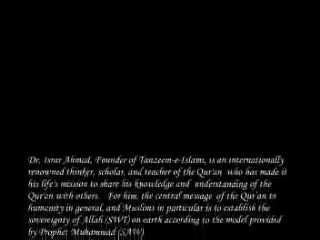 Dr. Israr Ahmad, Founder of Tanzeem-e-Islami, is an internationally
renowned thinker, scholar, and teacher of the Qur'an who has made it
his life's mission to share his knowledge and understanding of the
Qur'an with others. For him, the central message of the Qur'an to
humanity in general, and Muslims in particular is to establish the
sovereignty of Allah (SWT) on earth according to the model provided
by Prophet Muhammad (SAW)